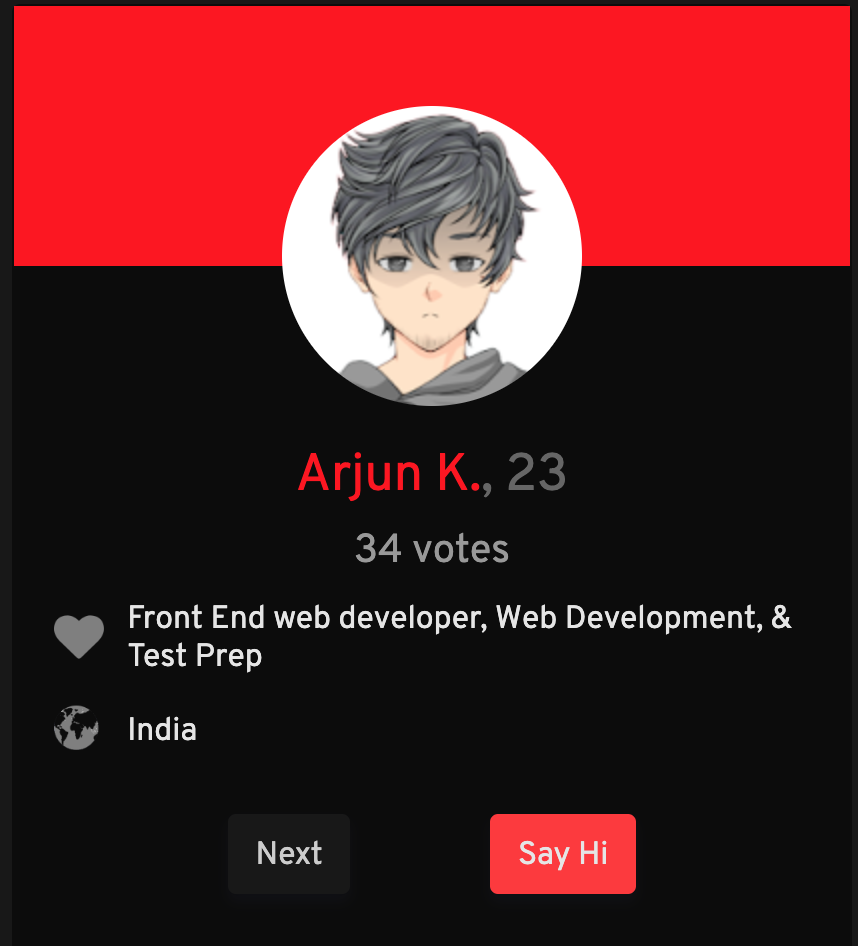 Arjun K., 23
34 votes
Front End web developer, Web Development, &
Test Prep
India
Next
Say Hi